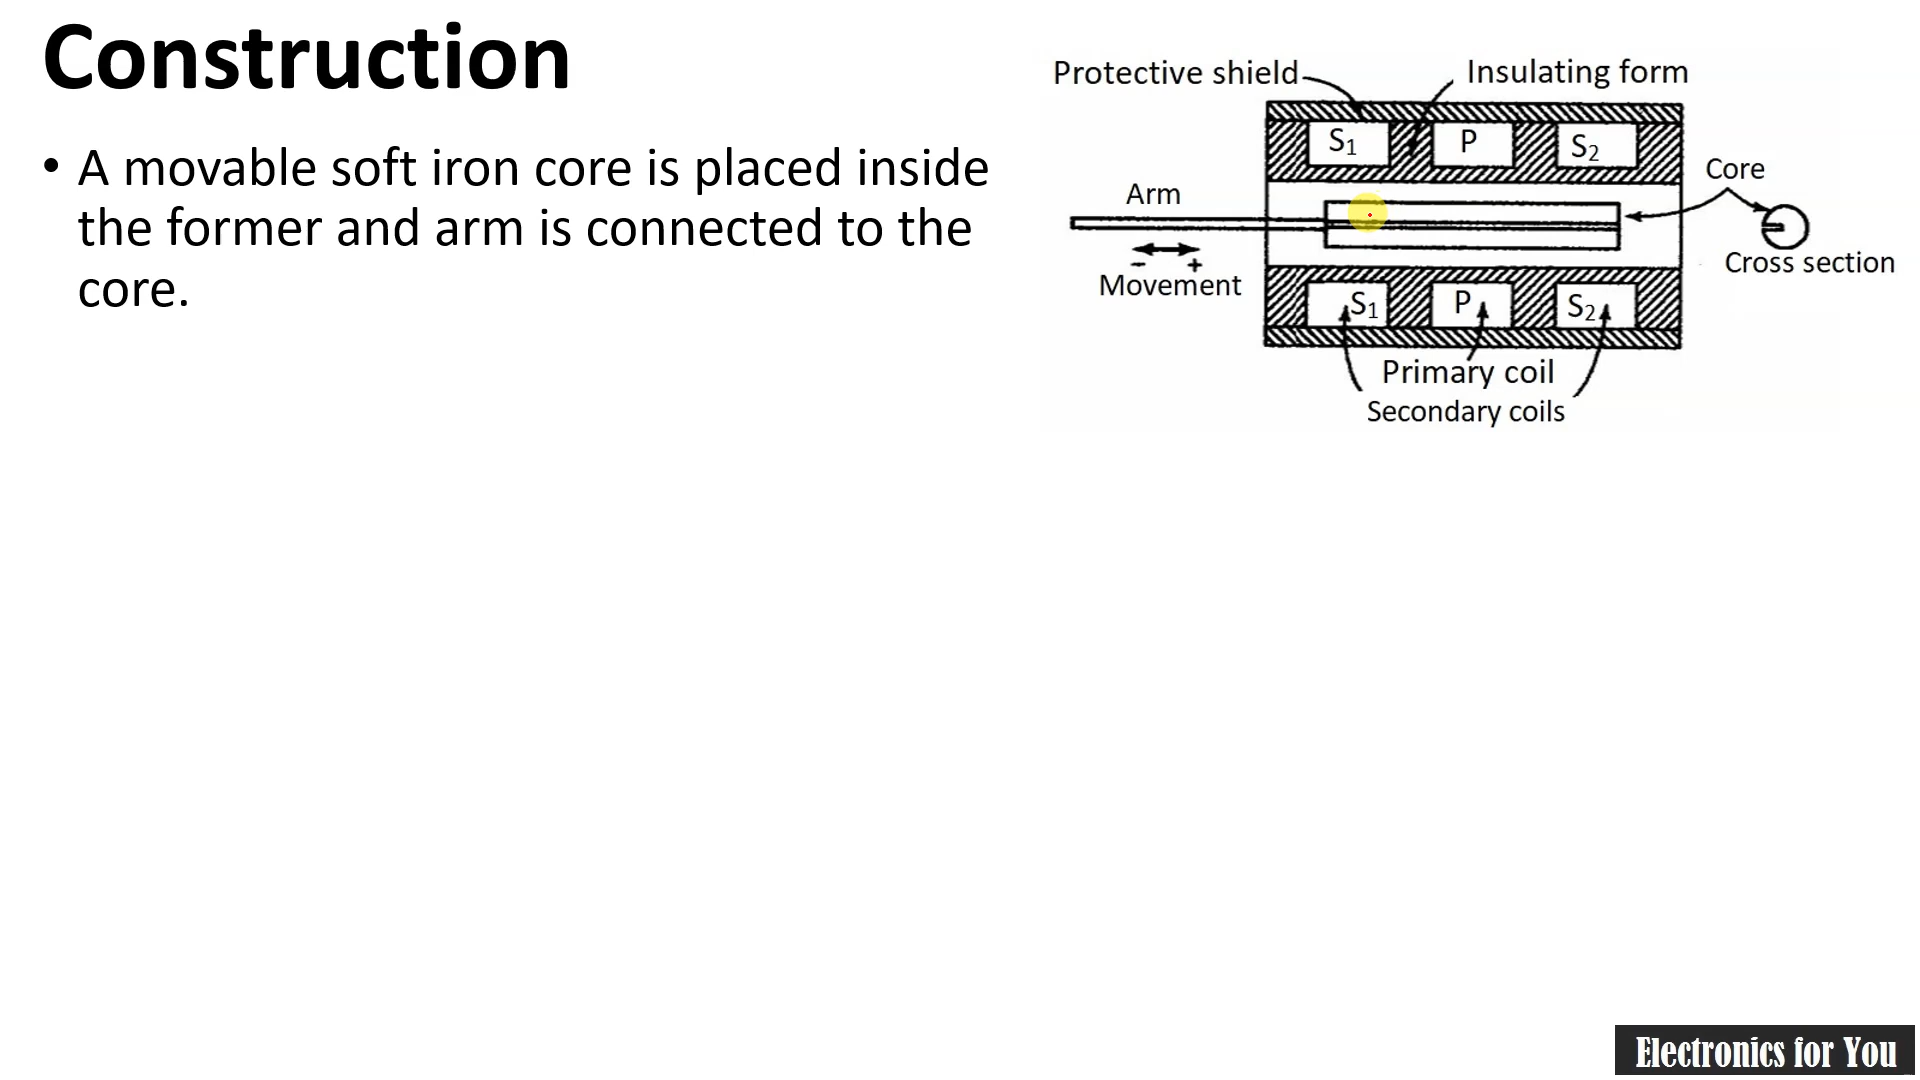 Construction
• A movable soft iron core is placed inside
the former and arm is connected to the
core.
Protective shield
Insulating form
S₁
P
S₂
Core
Arm
- +
Movement
Cross section
S₁
P
S₂
Primary coil
Secondary coils
Electronics for You